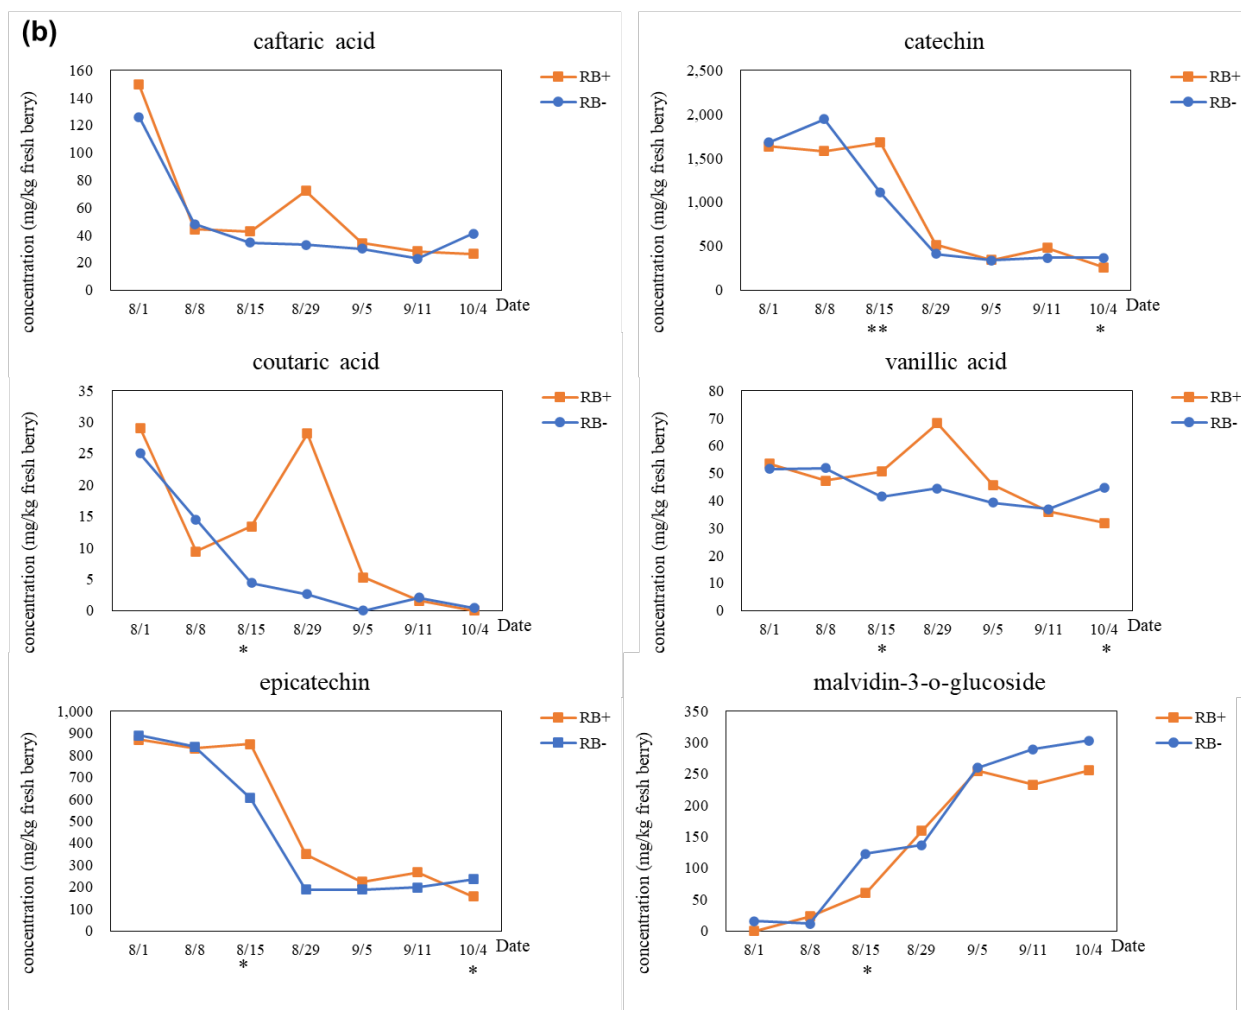 (b)
caftaric acid
concentration (mg/kg fresh berry)
160
140
120
100
80
60
40
20
0
8/1 8/8 8/15 8/29 9/5 9/11 10/4 Date
RB+
RB-
catechin
concentration (mg/kg fresh berry)
2,500
2,000
1,500
1,000
500
0
8/1 8/8 8/15 8/29 9/5 9/11 10/4 Date
** *
RB+
RB-
coutaric acid
concentration (mg/kg fresh berry)
35
30
25
20
15
10
5
0
8/1 8/8 8/15 8/29 9/5 9/11 10/4 Date
*
RB+
RB-
vanillic acid
concentration (mg/kg fresh berry)
80
70
60
50
40
30
20
10
0
8/1 8/8 8/15 8/29 9/5 9/11 10/4 Date
* *
RB+
RB-
epicatechin
concentration (mg/kg fresh berry)
1,000
900
800
700
600
500
400
300
200
100
0
8/1 8/8 8/15 8/29 9/5 9/11 10/4 Date
* *
RB+
RB-
malvidin-3-o-glucoside
concentration (mg/kg fresh berry)
350
300
250
200
150
100
50
0
8/1 8/8 8/15 8/29 9/5 9/11 10/4 Date
*
RB+
RB-